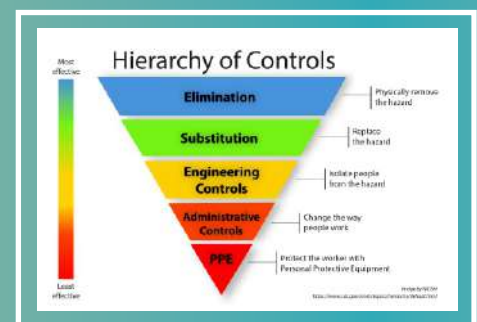 Hierarchy of Controls
Most
effective
Elimination
Physically remove
the hazard
Substitution
Replace
the hazard
Engineering
Controls
Isolate people
from the hazard
Administrative
Controls
Change the way
people work
PPE
Protect the worker with
Personal Protective Equipment
Least
effective